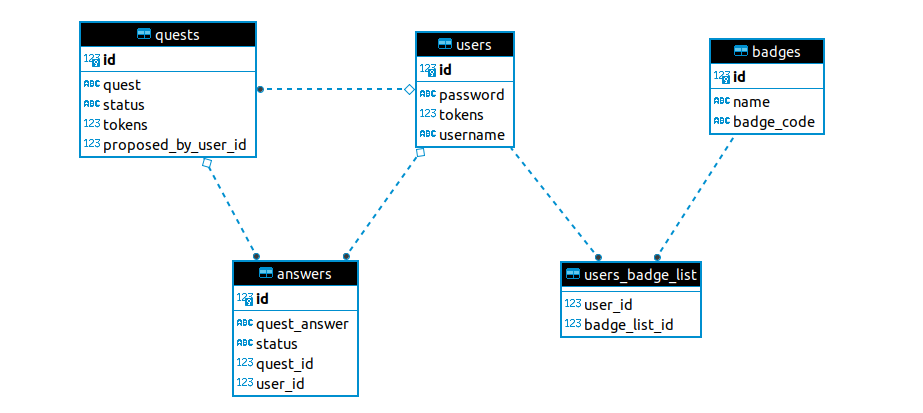 quests
123 id
ABC quest
ABC status
123 tokens
123 proposed_by_user_id
users
123 id
ABC password
123 tokens
ABC username
badges
123 id
ABC name
ABC badge_code
answers
123 id
ABC quest_answer
ABC status
123 quest_id
123 user_id
users_badge_list
123 user_id
123 badge_list_id